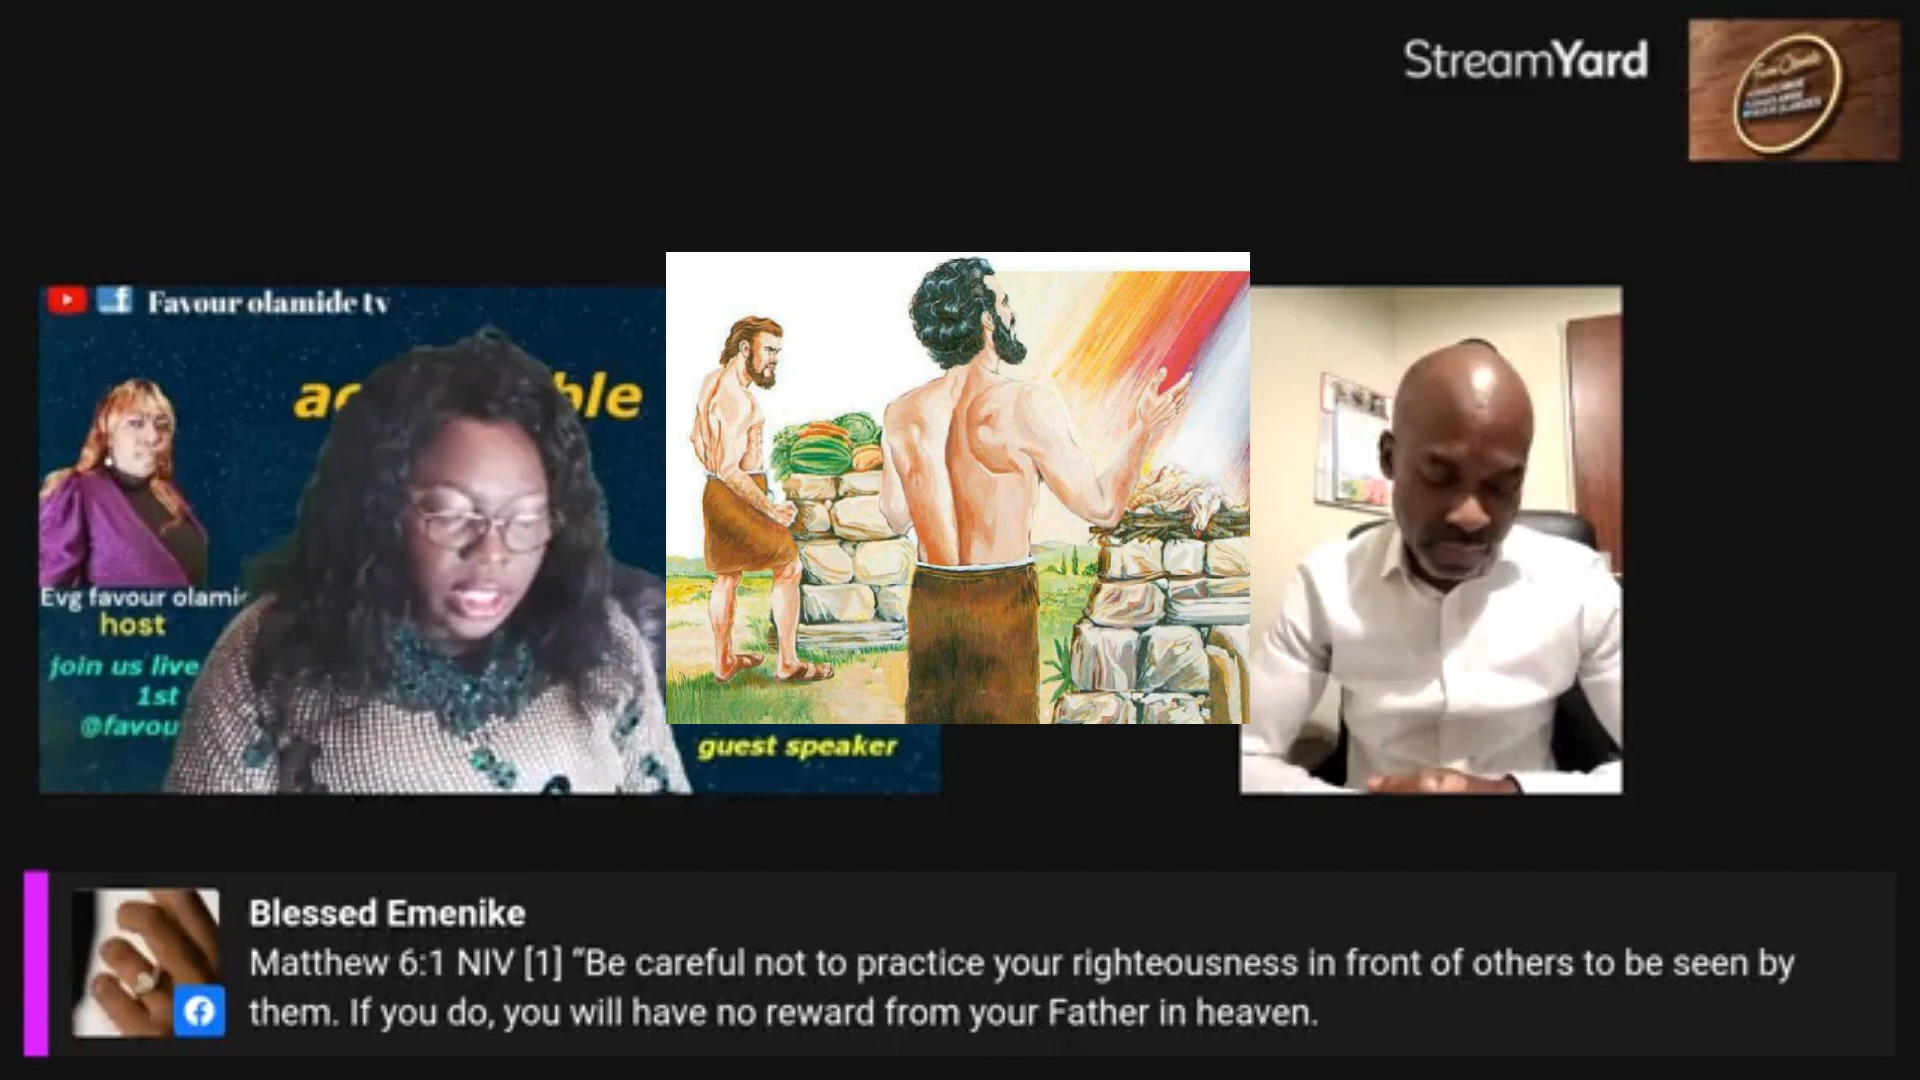 StreamYard
Favour olamide tv
Evg favour olami
host
join us live
1st
@favou
guest speaker
Blessed Emenike
Matthew 6:1 NIV [1] “Be careful not to practice your righteousness in front of others to be seen by
them. If you do, you will have no reward from your Father in heaven.